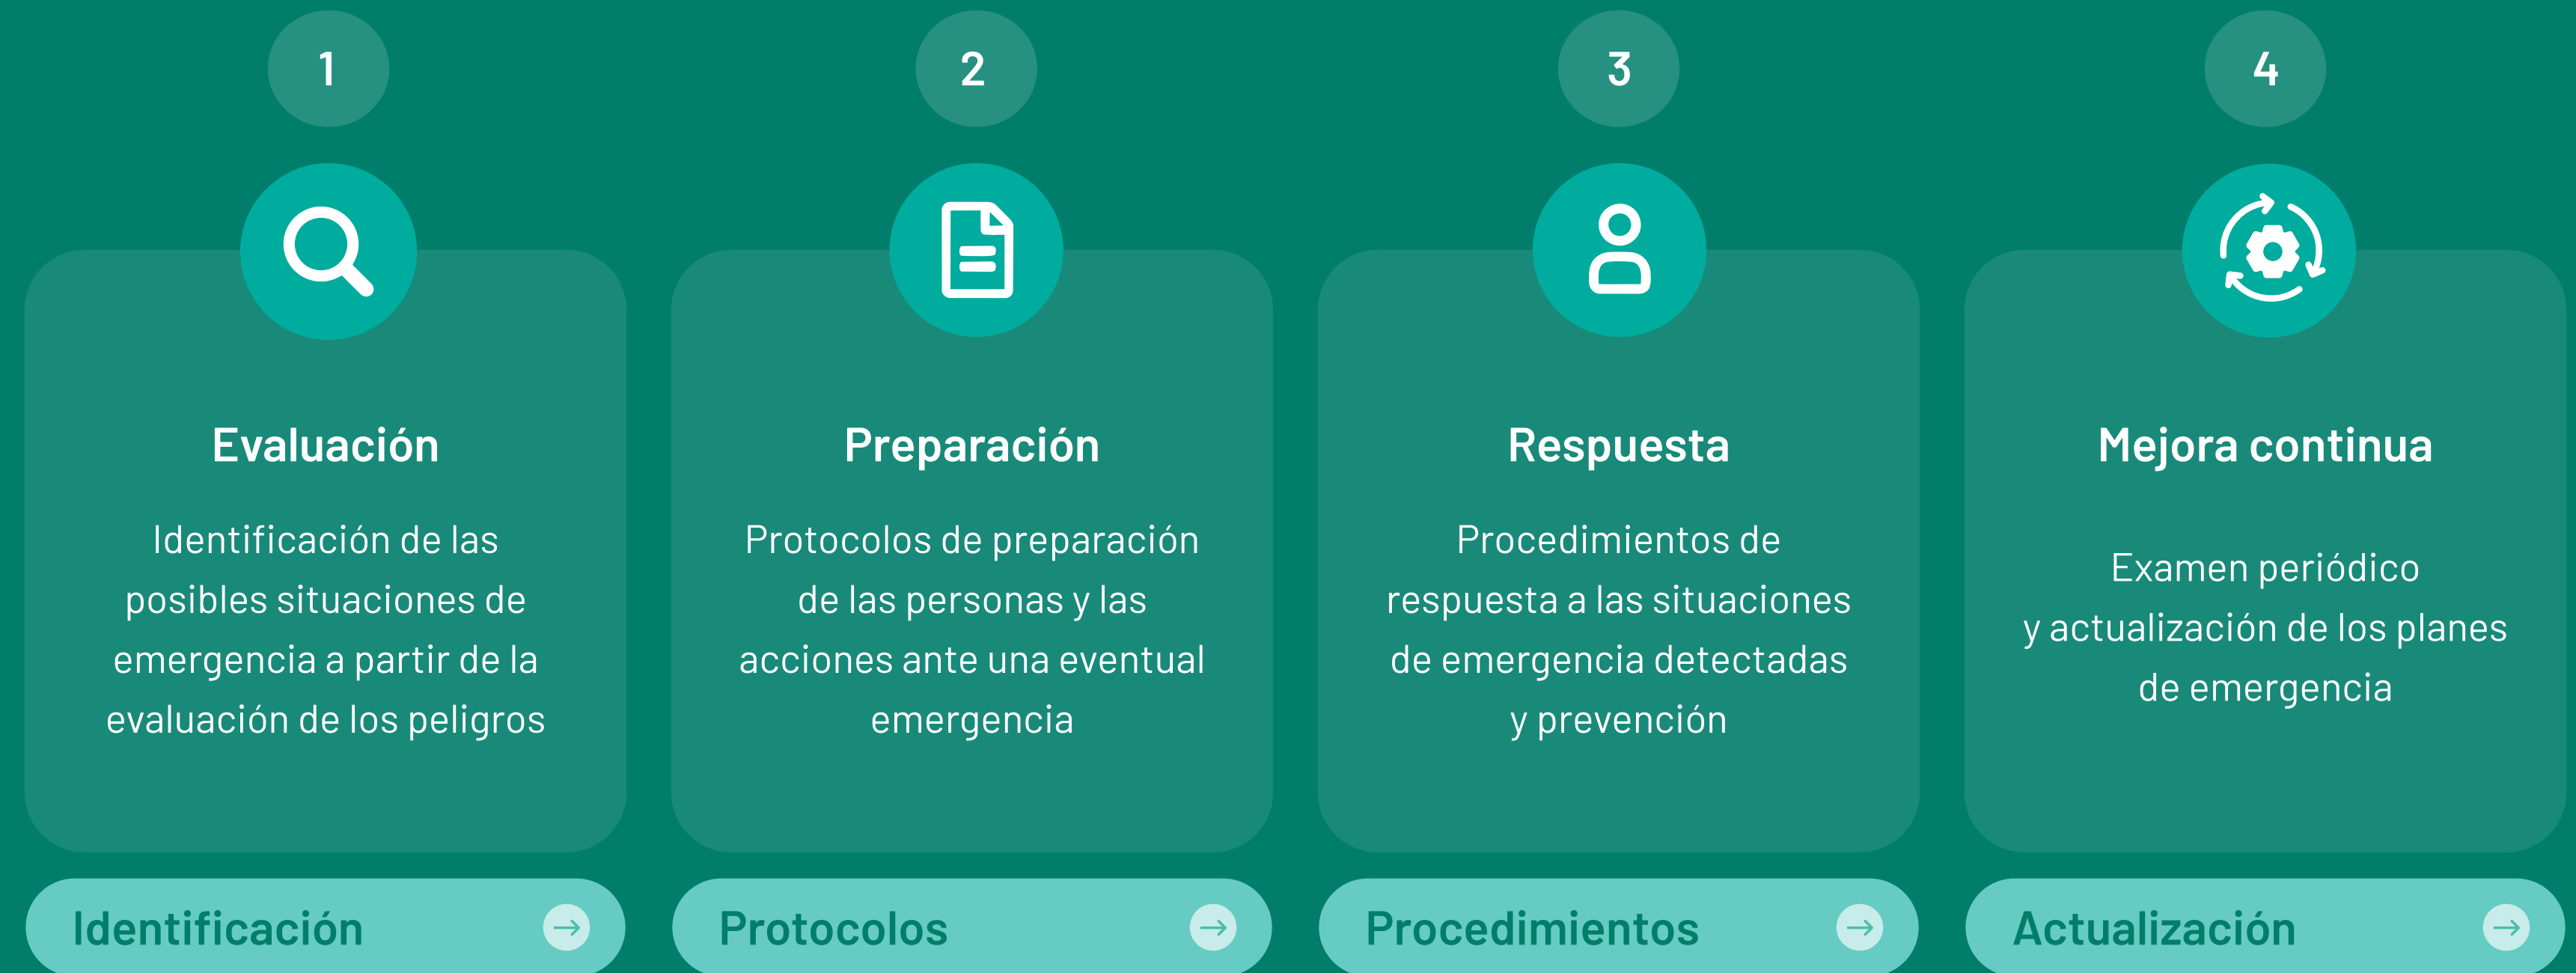 1
Evaluación
Identificación de las
posibles situaciones de
emergencia a partir de la
evaluación de los peligros
Identificación
2
Preparación
Protocolos de preparación
de las personas y las
acciones ante una eventual
emergencia
Protocolos
3
Respuesta
Procedimientos de
respuesta a las situaciones
de emergencia detectadas
y prevención
Procedimientos
4
Mejora continua
Examen periódico
y actualización de los planes
de emergencia
Actualización